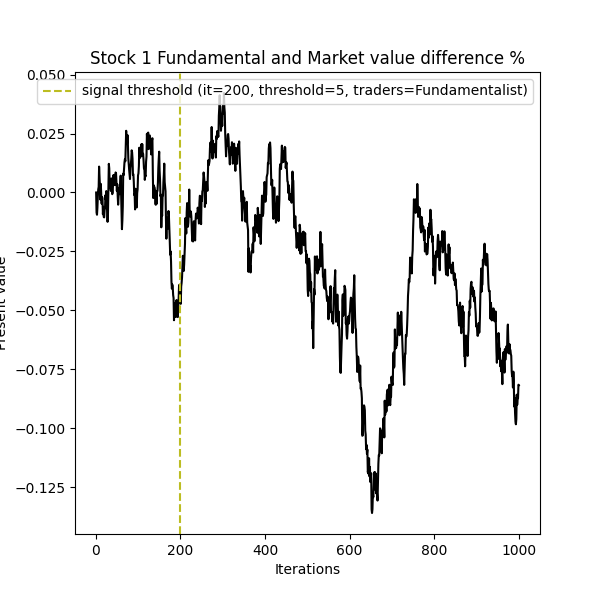 Stock 1 Fundamental and Market value difference %
signal threshold (it=200, threshold=5, traders=Fundamentalist)
0.050
0.025
0.000
−0.025
−0.050
−0.075
−0.100
−0.125
Present value
0 200 400 600 800 1000
Iterations